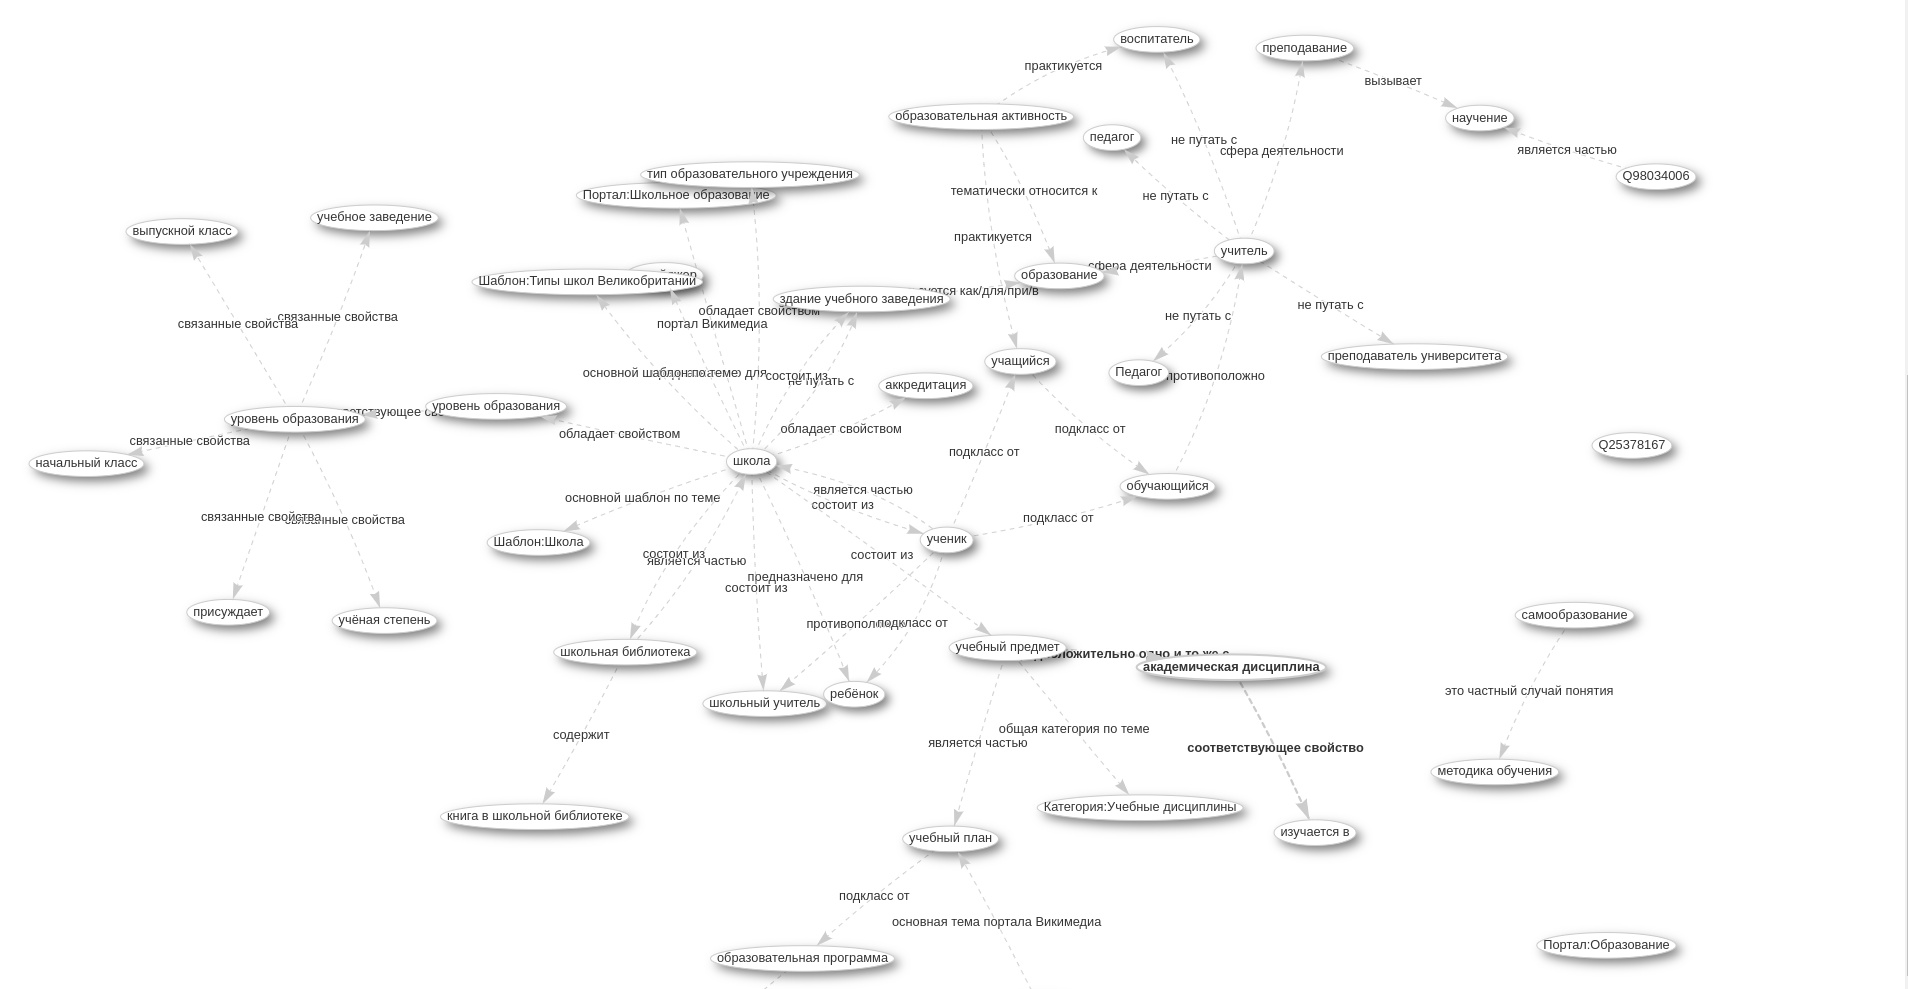 воспитатель
преподавание
практикуется
вызывает
образовательная активность
научение
педагог
не путать с
сфера деятельности
является частью
тип образовательного учреждения
Q98034006
Портал:Школьное образование
тематически относится к
не путать с
учебное заведение
выпускной класс
практикуется
учитель
сфера деятельности
образование
Шаблон:Типы школ Великобритании
как/для/при/в
здание учебного заведения
не путать с
обладает свойством
связанные свойства
не путать с
связанные свойства
портал Википедиа
преподаватель университета
учащийся
основной шаблон по теме
для
состоит из
не путать с
Педагог
противоположно
аккредитация
уровень образования
уровень образования
обладает свойством
подкласс от
обладает свойством
связанные свойства
Q25378167
подкласс от
начальный класс
школа
обучающийся
является частью
основной шаблон по теме
состоит из
связанные свойства
связанные свойства
подкласс от
Шаблон:Школа
ученик
состоит из
является частью
состоит из
предназначено для
состоит из
присуждает
учёная степень
самообразование
подкласс от
школьная библиотека
учебный предмет
одно и то же с
академическая дисциплина
это частный случай понятия
ребёнок
школьный учитель
содержит
общая категория по теме
является частью
соответствующее свойство
методика обучения
Категория:Учебные дисциплины
книга в школьной библиотеке
изучается в
учебный план
подкласс от
основная тема портала Викимедиа
Портал:Образование
образовательная программа